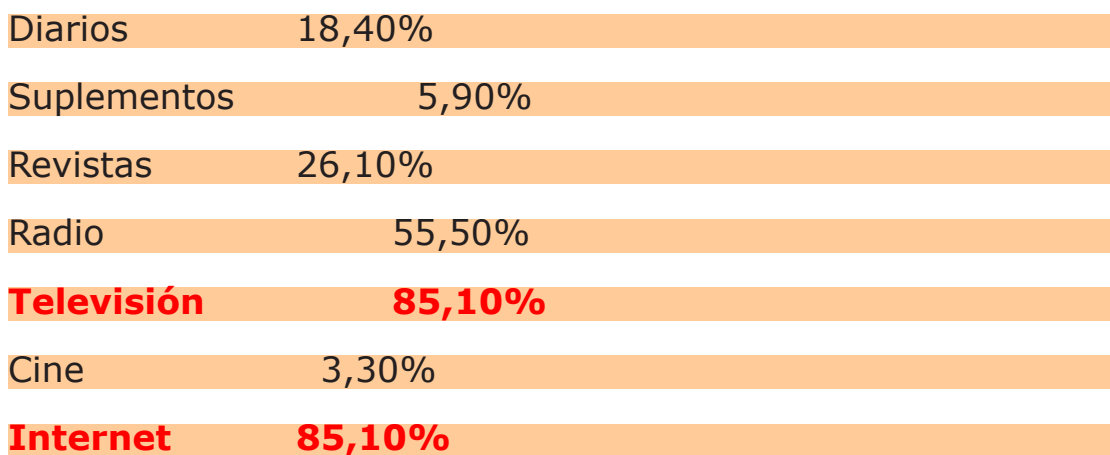 Diarios 18,40%
Suplementos 5,90%
Revistas 26,10%
Radio 55,50%
Televisión 85,10%
Cine 3,30%
Internet 85,10%